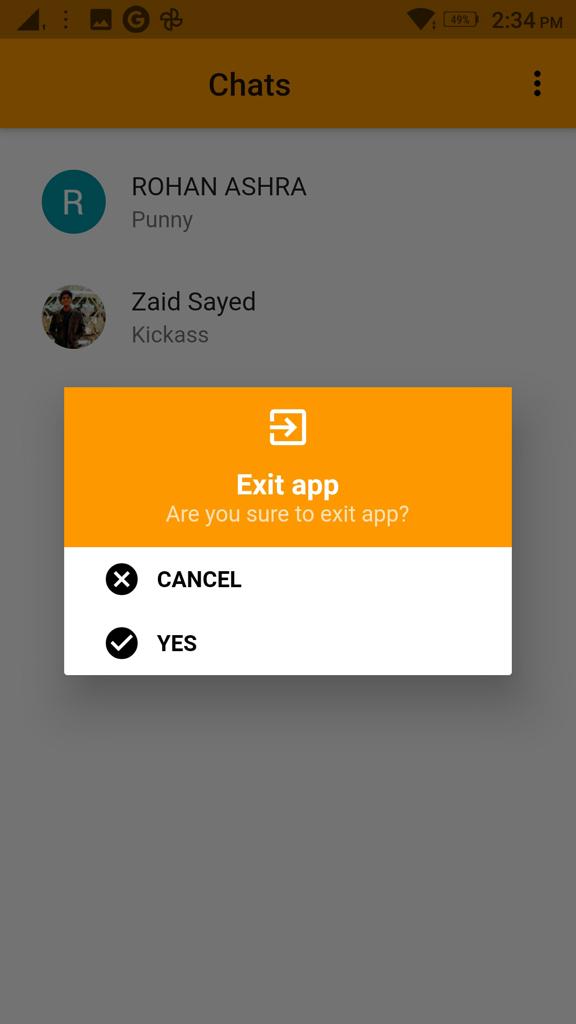 49% 2:34 PM
Chats
R
ROHAN ASHRA
Punny
Zaid Sayed
Kickass
Exit app
Are you sure to exit app?
CANCEL
YES